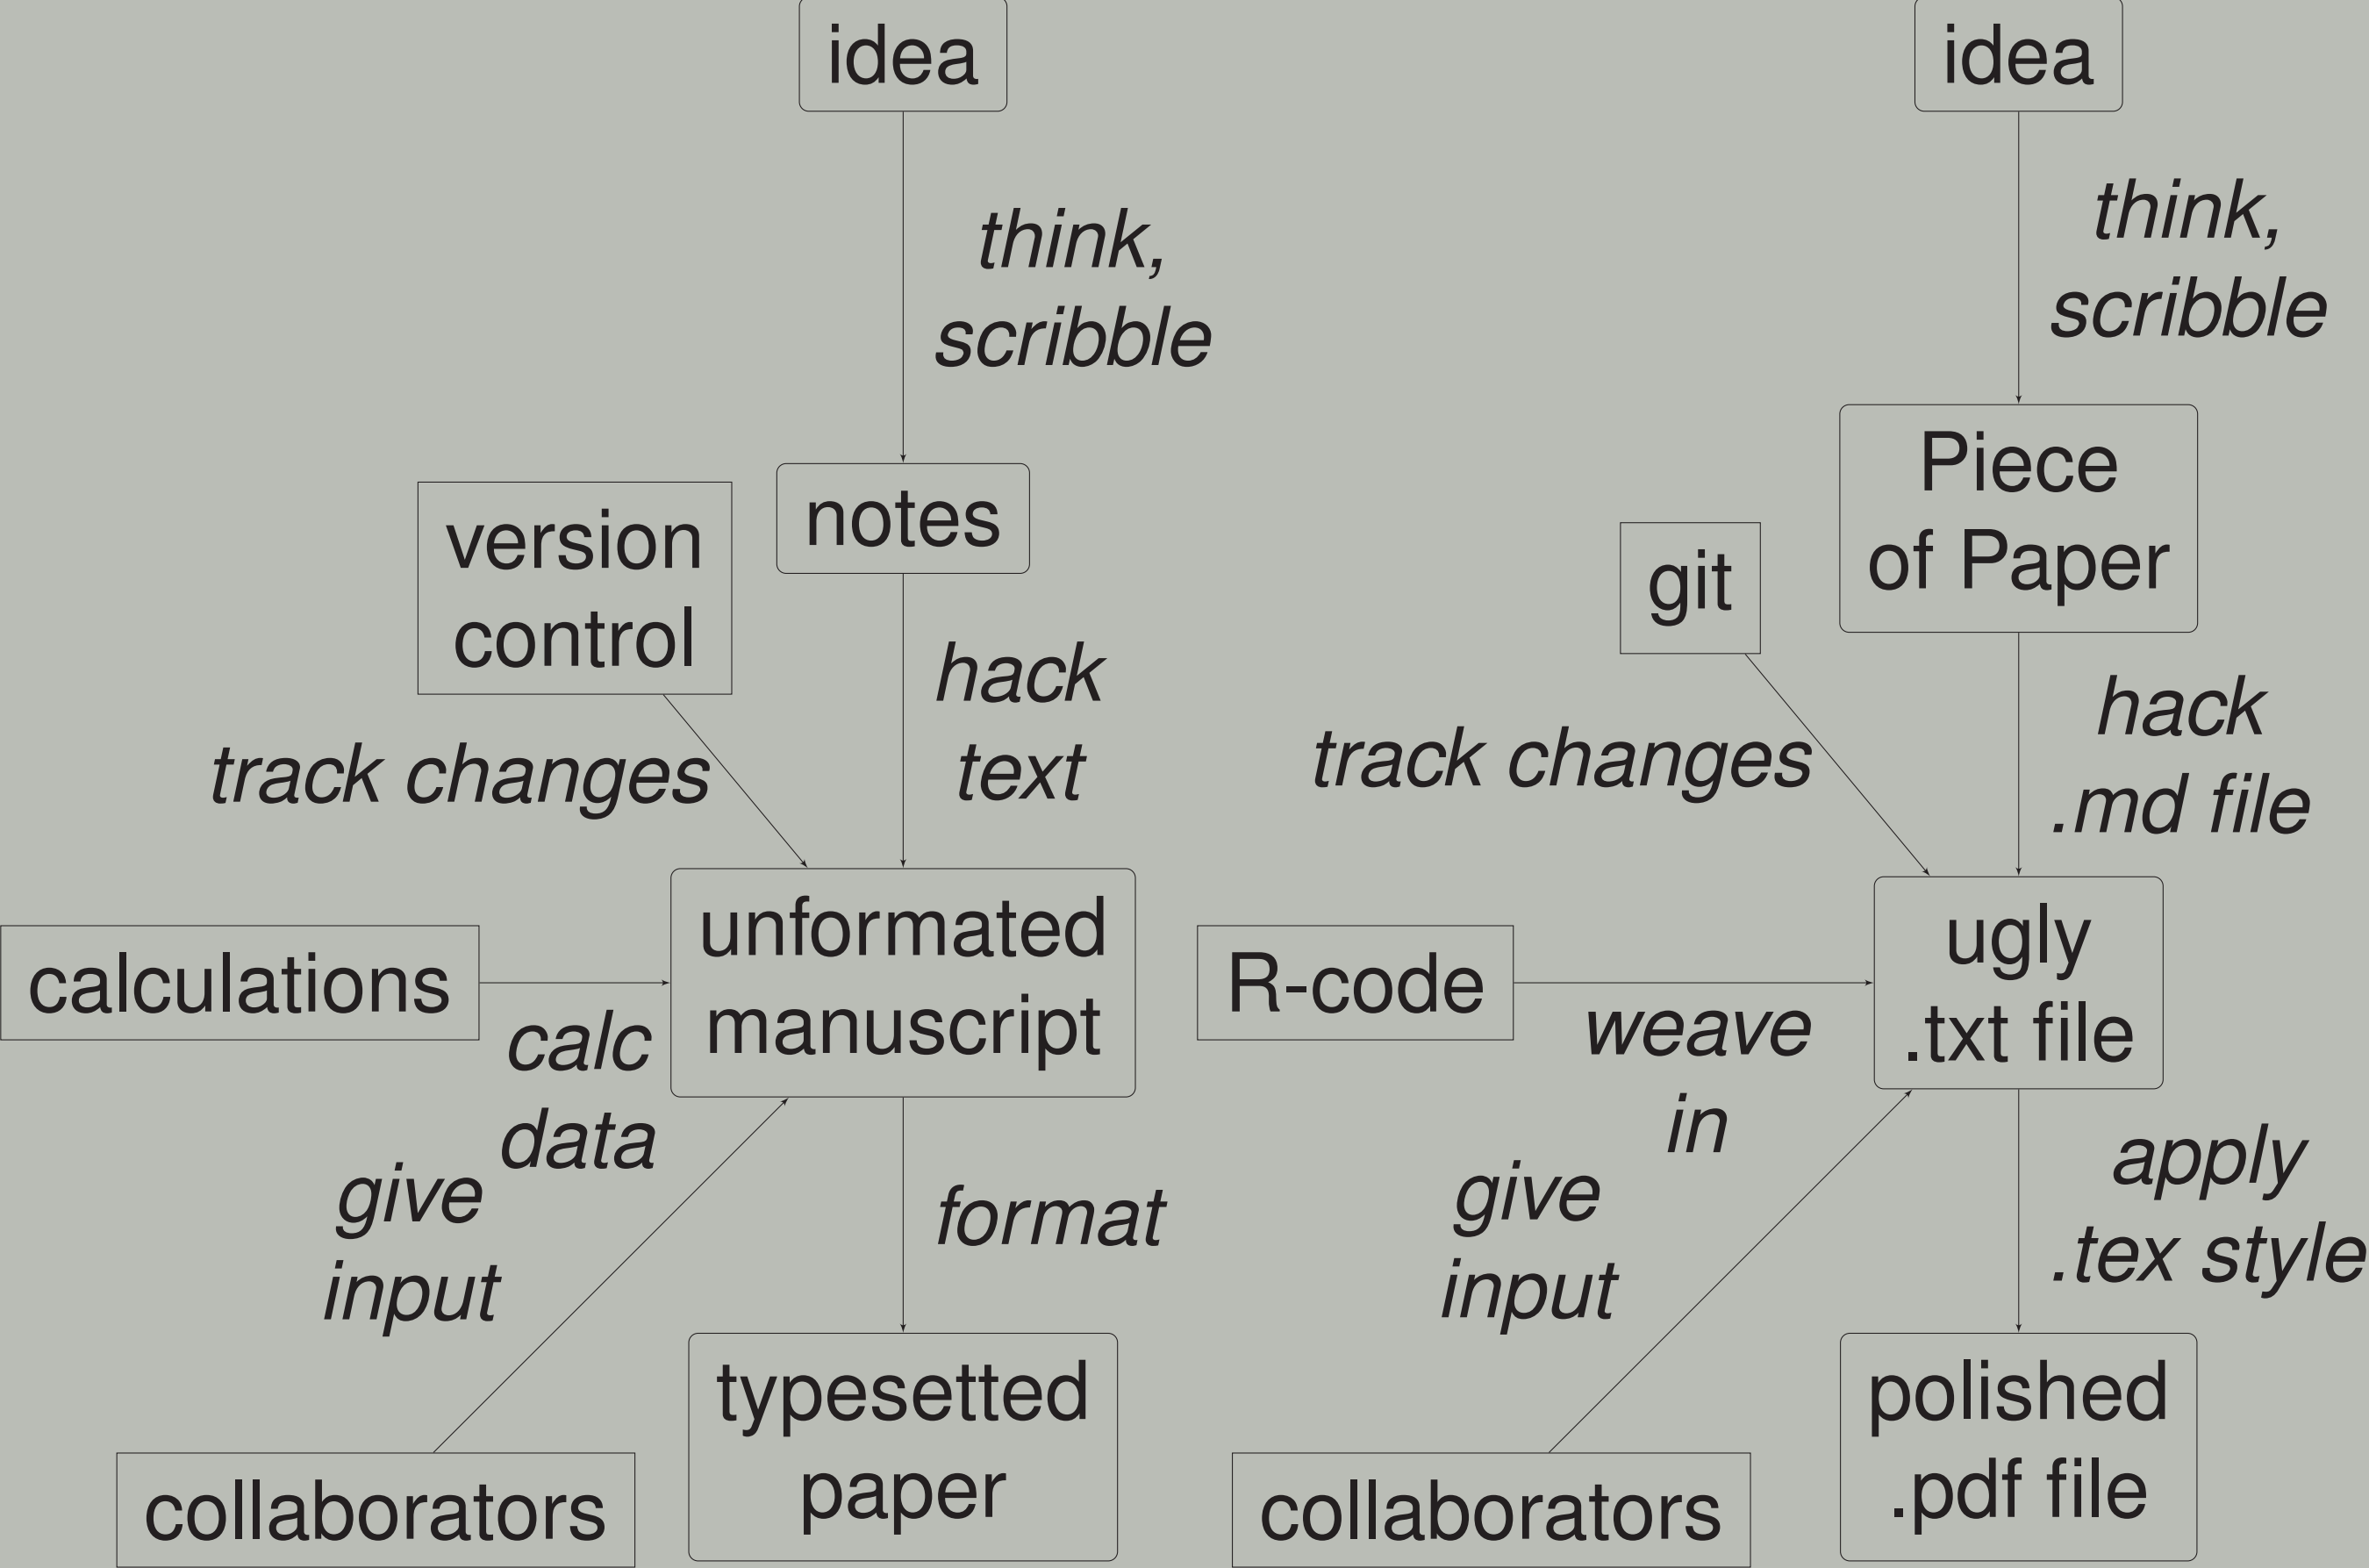 idea
think,
scribble
notes
version
control
hack
text
track changes
unformated
manuscript
calculations
calc
data
give
input
format
typesetted
paper
collaborators
idea
think,
scribble
Piece
of Paper
git
hack
.md file
track changes
ugly
.txt file
R-code
weave
in
give
input
apply
.tex style
polished
.pdf file
collaborators